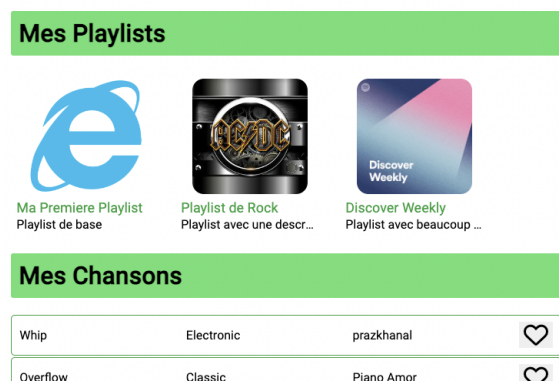 Mes Playlists
AC/DC
Discover
Weekly
Ma Premiere Playlist
Playlist de Rock
Discover Weekly
Playlist de base
Playlist avec une descr...
Playlist avec beaucoup ...
Mes Chansons
Whip Electronic prazkhanal
Overflow Classic Piano Amor